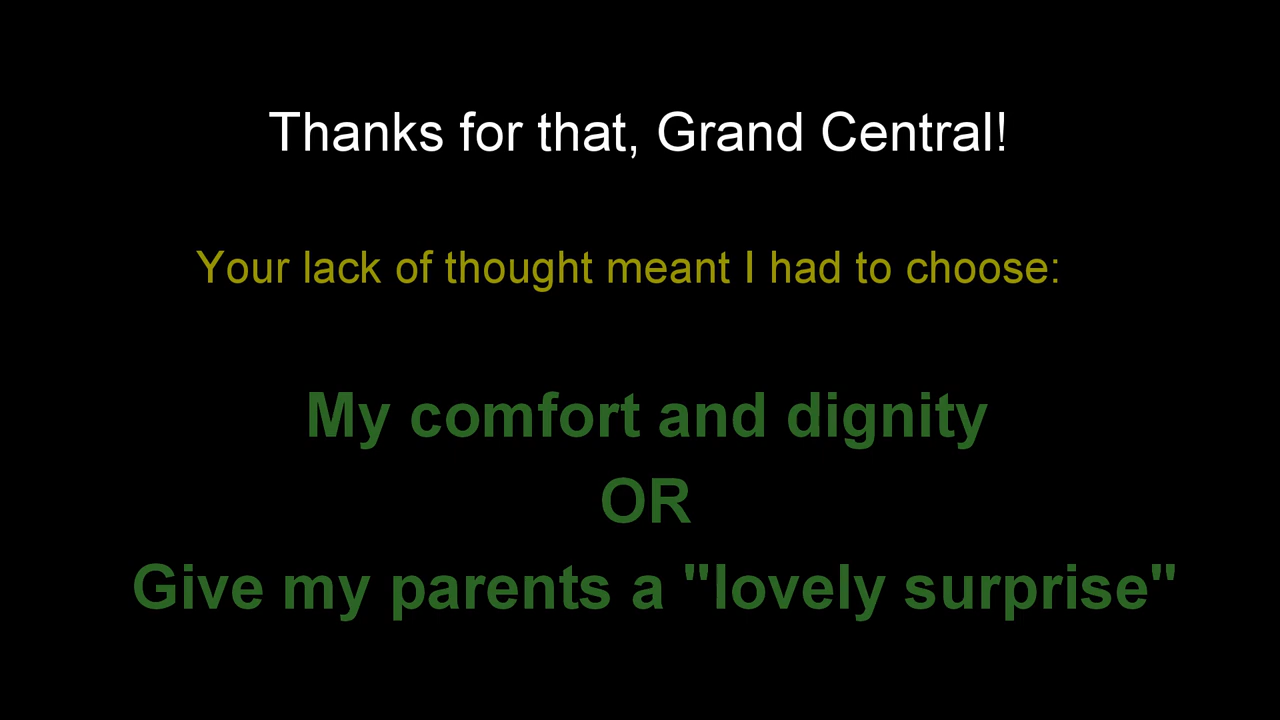 Thanks for that, Grand Central!
Your lack of thought meant I had to choose:
My comfort and dignity
OR
Give my parents a "lovely surprise"